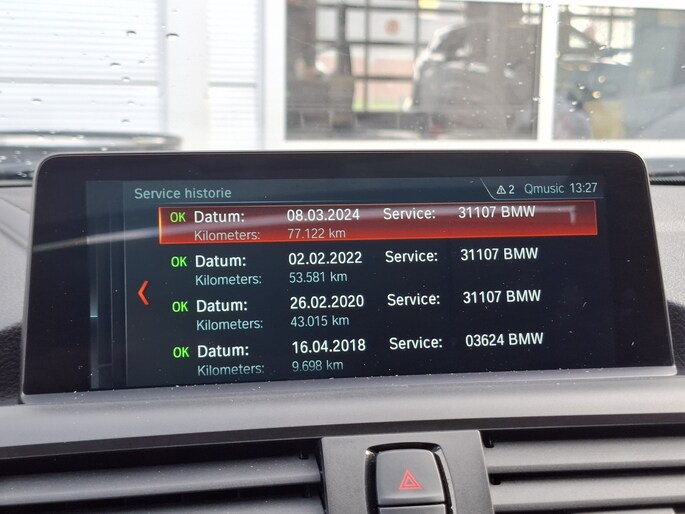 Service historie ⚠2 Qmusic 13:27
OK Datum: 08.03.2024 Service: 31107 BMW
Kilometers: 77.122 km
OK Datum: 02.02.2022 Service: 31107 BMW
Kilometers: 53.581 km
OK Datum: 26.02.2020 Service: 31107 BMW
Kilometers: 43.015 km
OK Datum: 16.04.2018 Service: 03624 BMW
Kilometers: 9.698 km